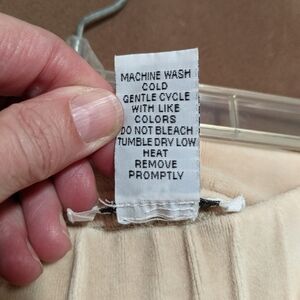 MACHINE WASH
COLD
GENTLE CYCLE
WITH LIKE
COLORS
DO NOT BLEACH
TUMBLE DRY LOW
HEAT
REMOVE
PROMPTLY